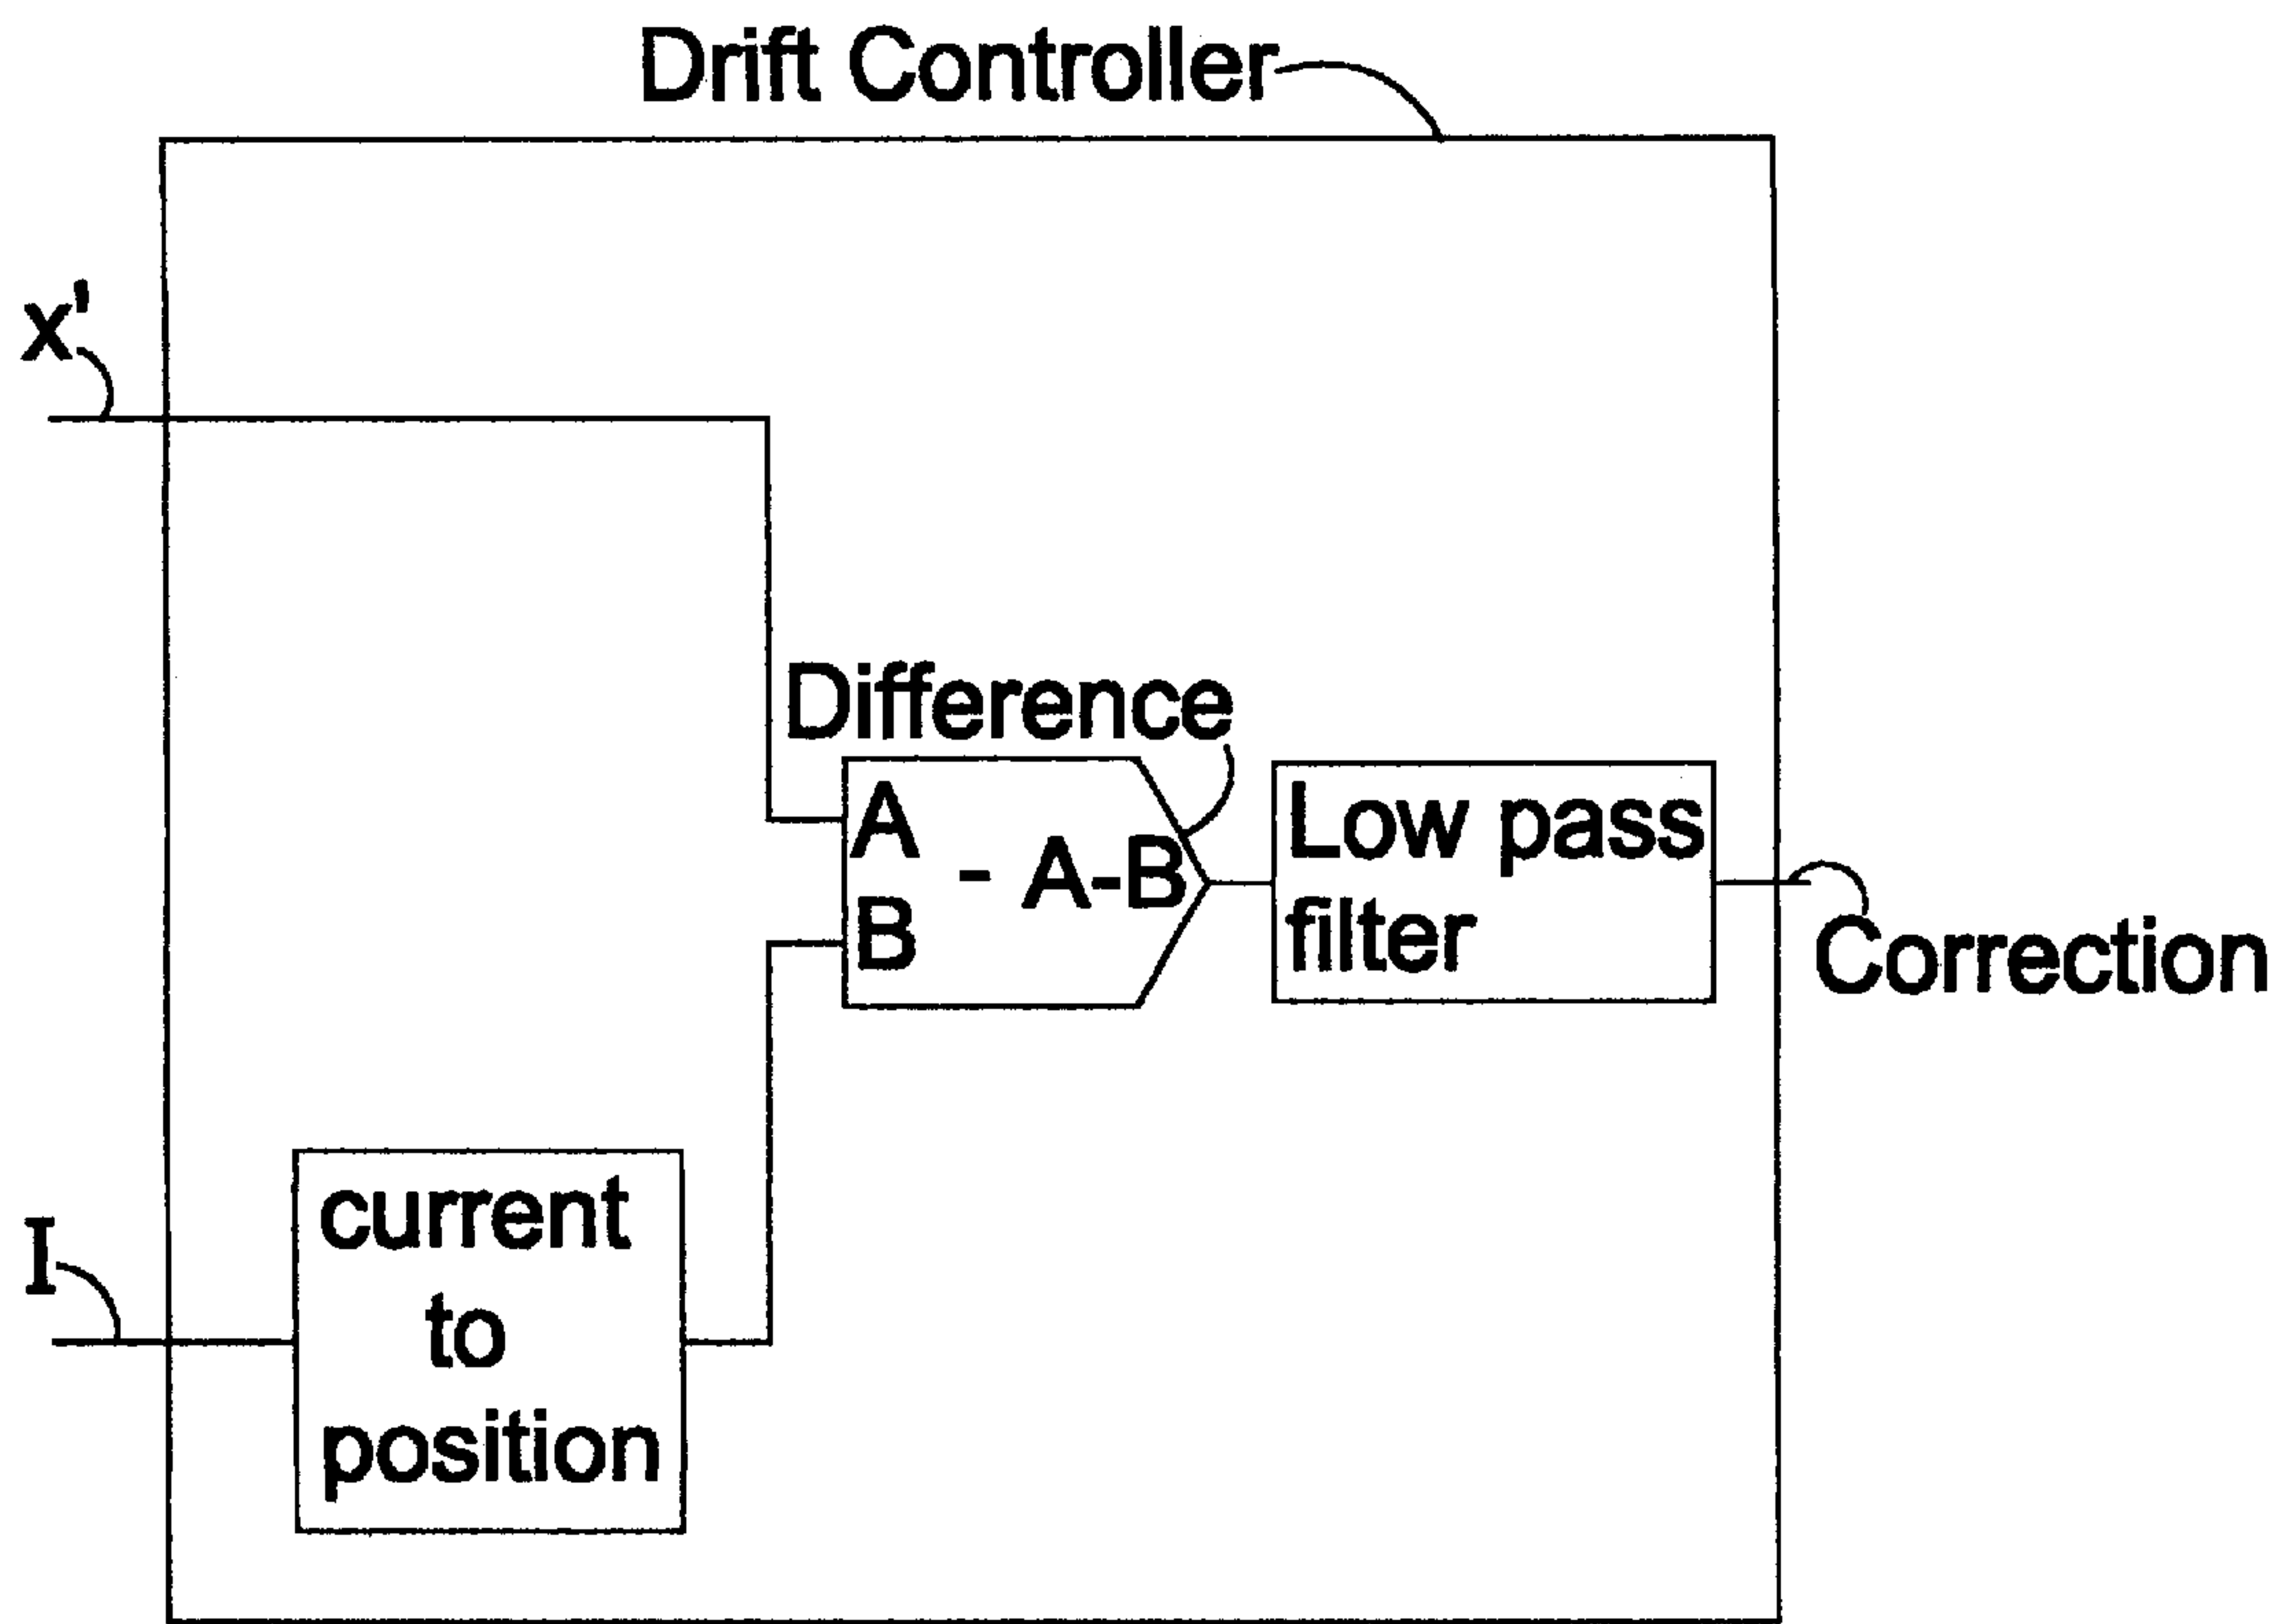 Drift Controller
x'
Difference
A
- A-B
B
Low pass
filter
Correction
I
current
to
position